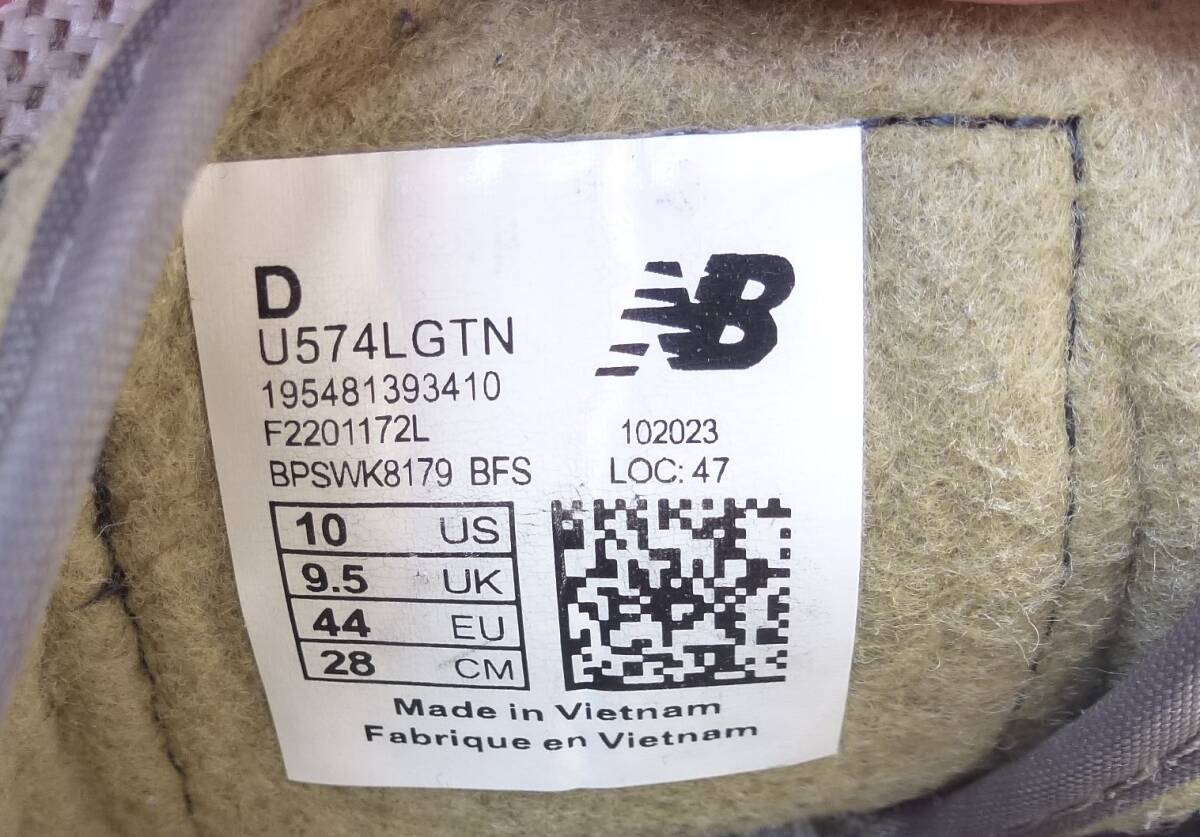 D
NB
U574LGTN
195481393410
F2201172L 102023
BPSWK8179 BFS LOC: 47
10 US
9.5 UK
44 EU
28 CM
Made in Vietnam
Fabrique en Vietnam